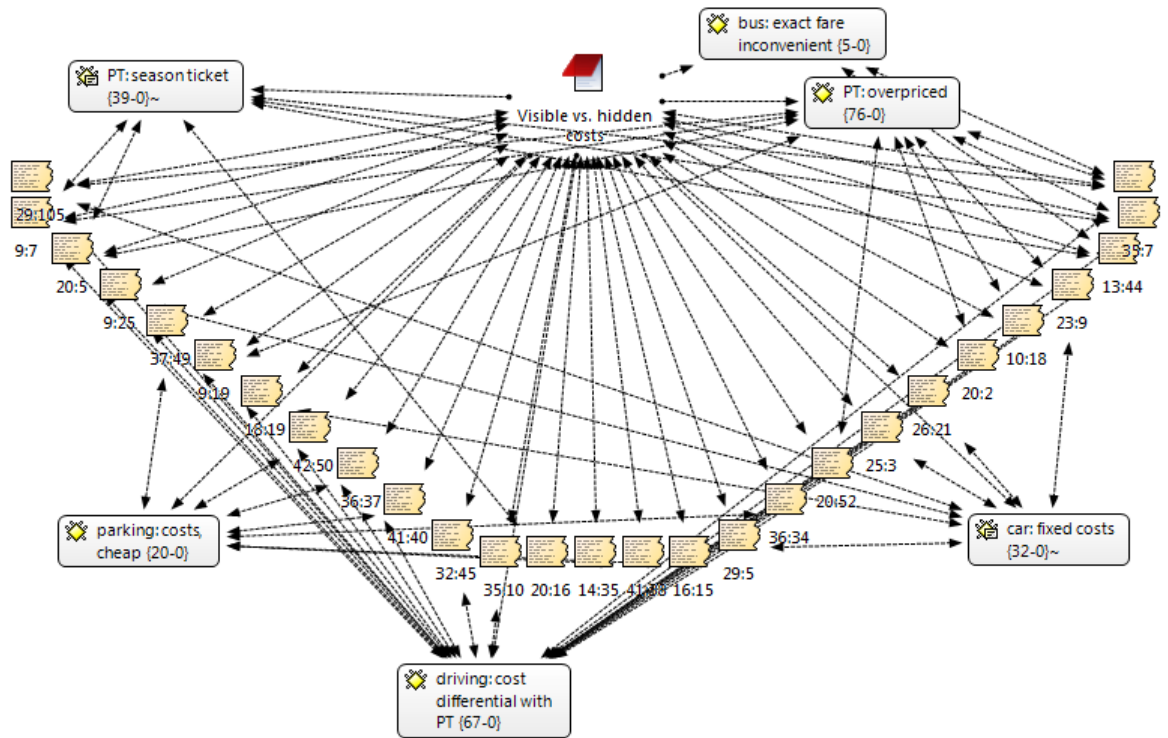 bus: exact fare
inconvenient {5-0}
PT: season ticket
{39-0}~
PT: overpriced
{76-0}
Visible vs. hidden
costs
29:105
9:7
20:5
9:25
37:49
9:19
18:19
42:50
36:37
41:40
32:45
35:10
20:16
14:35
16:15
29:5
36:34
20:52
25:3
26:21
20:2
10:18
23:9
13:44
35:7
parking: costs,
cheap {20-0}
car: fixed costs
{32-0}~
driving: cost
differential with
PT {67-0}